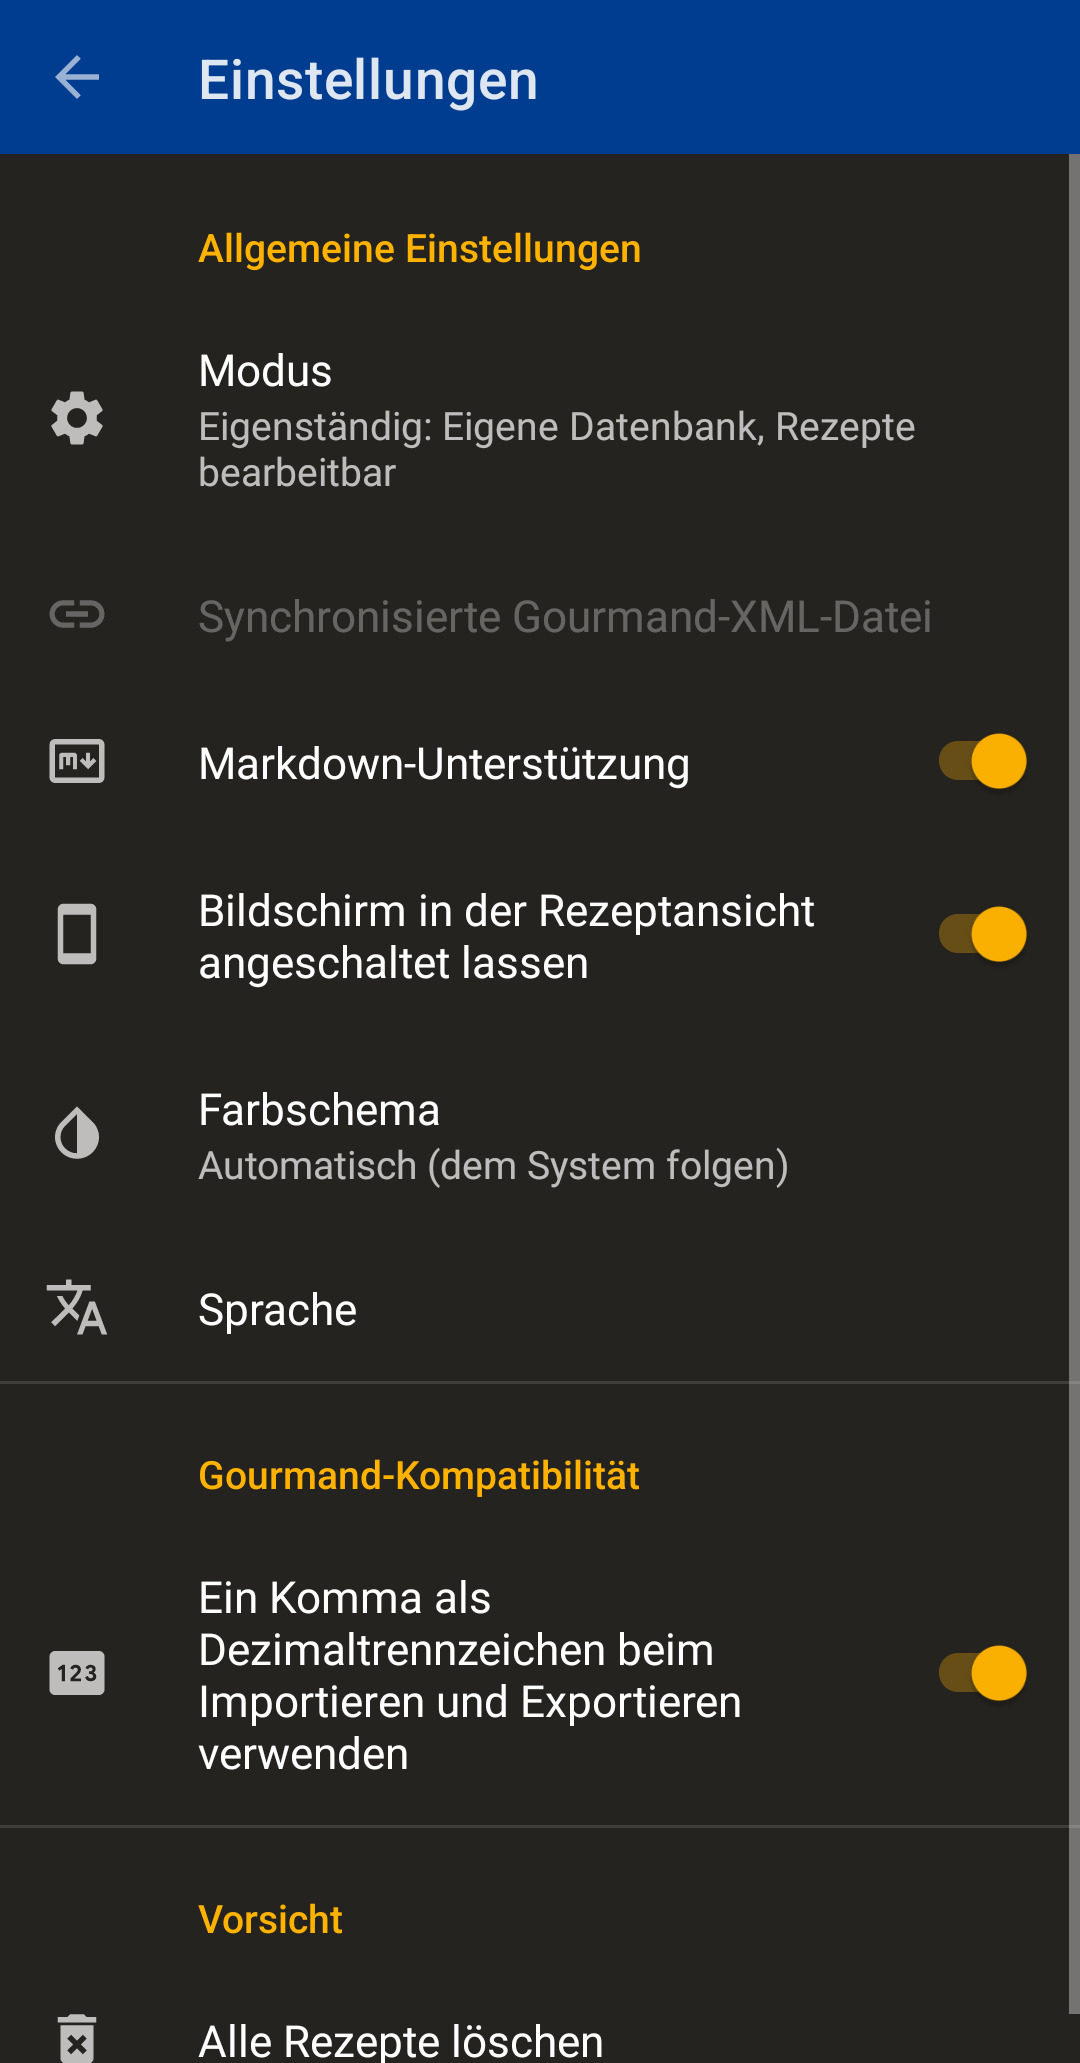 Einstellungen
Allgemeine Einstellungen
Modus
Eigenständig: Eigene Datenbank, Rezepte
bearbeitbar
Synchronisierte Gourmand-XML-Datei
Markdown-Unterstützung
Bildschirm in der Rezeptansicht
angeschaltet lassen
Farbschema
Automatisch (dem System folgen)
Sprache
Gourmand-Kompatibilität
Ein Komma als
Dezimaltrennzeichen beim
Importieren und Exportieren
verwenden
123
Vorsicht
Alle Rezepte löschen